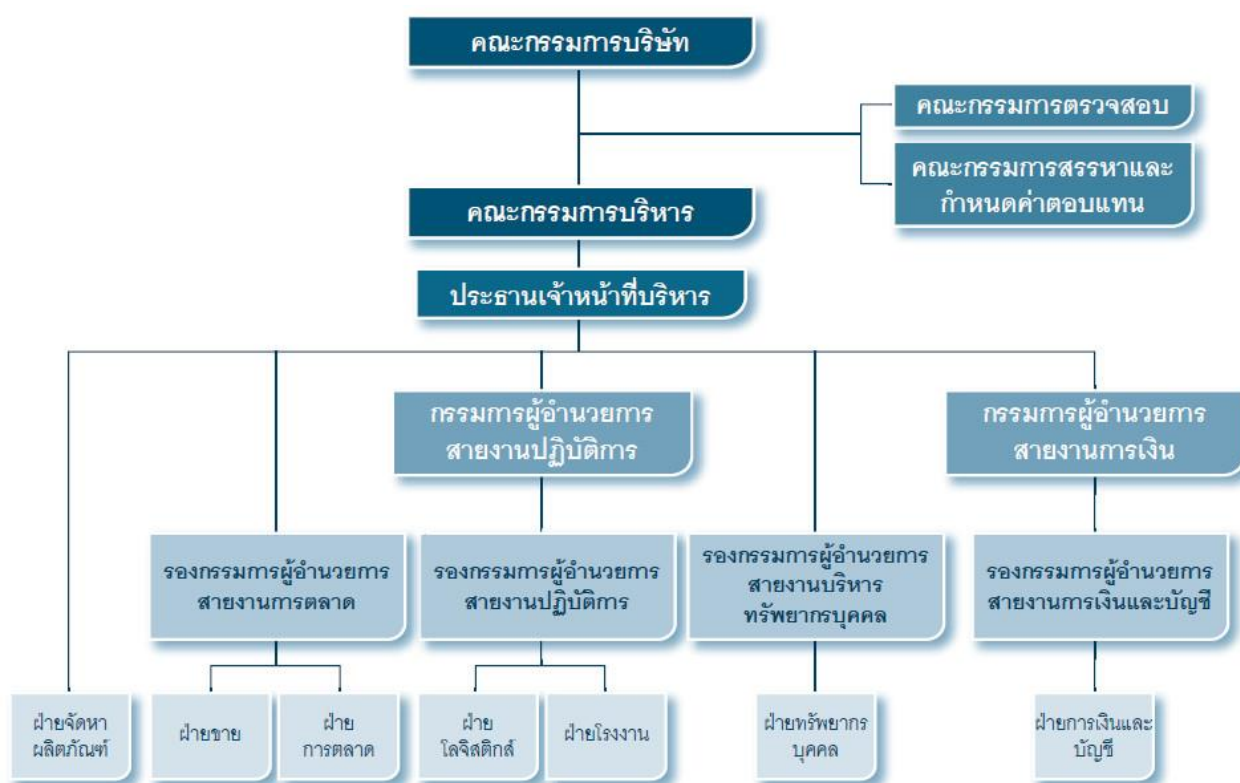 คณะกรรมการบริษัท
คณะกรรมการตรวจสอบ
คณะกรรมการสรรหาและ
กำหนดค่าตอบแทน
คณะกรรมการบริหาร
ประธานเจ้าหน้าที่บริหาร
กรรมการผู้อำนวยการ
สายงานปฏิบัติการ
กรรมการผู้อำนวยการ
สายงานการเงิน
รองกรรมการผู้อำนวยการ
สายงานการตลาด
รองกรรมการผู้อำนวยการ
สายงานปฏิบัติการ
รองกรรมการผู้อำนวยการ
สายงานบริหาร
ทรัพยากรบุคคล
รองกรรมการผู้อำนวยการ
สายงานการเงินและบัญชี
ฝ่ายจัดหา
ผลิตภัณฑ์
ฝ่ายขาย
ฝ่าย
การตลาด
ฝ่าย
โลจิสติกส์
ฝ่ายโรงงาน
ฝ่ายทรัพยากร
บุคคล
ฝ่ายการเงินและ
บัญชี